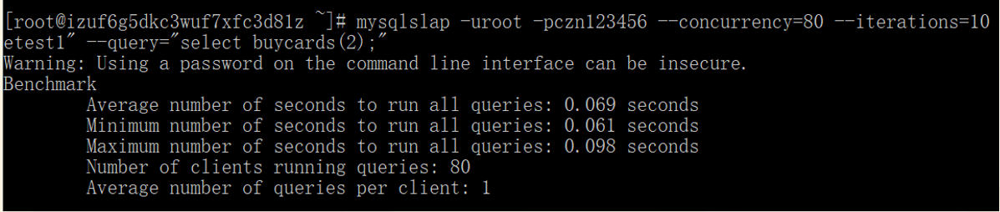 [root@izuf6g5dkc3wuf7xfc3d81z ~]# mysqlslap -uroot -pczn123456 --concurrency=80 --iterations=10
etest1" --query="select buycards(2);"
Warning: Using a password on the command line interface can be insecure.
Benchmark
Average number of seconds to run all queries: 0.069 seconds
Minimum number of seconds to run all queries: 0.061 seconds
Maximum number of seconds to run all queries: 0.098 seconds
Number of clients running queries: 80
Average number of queries per client: 1